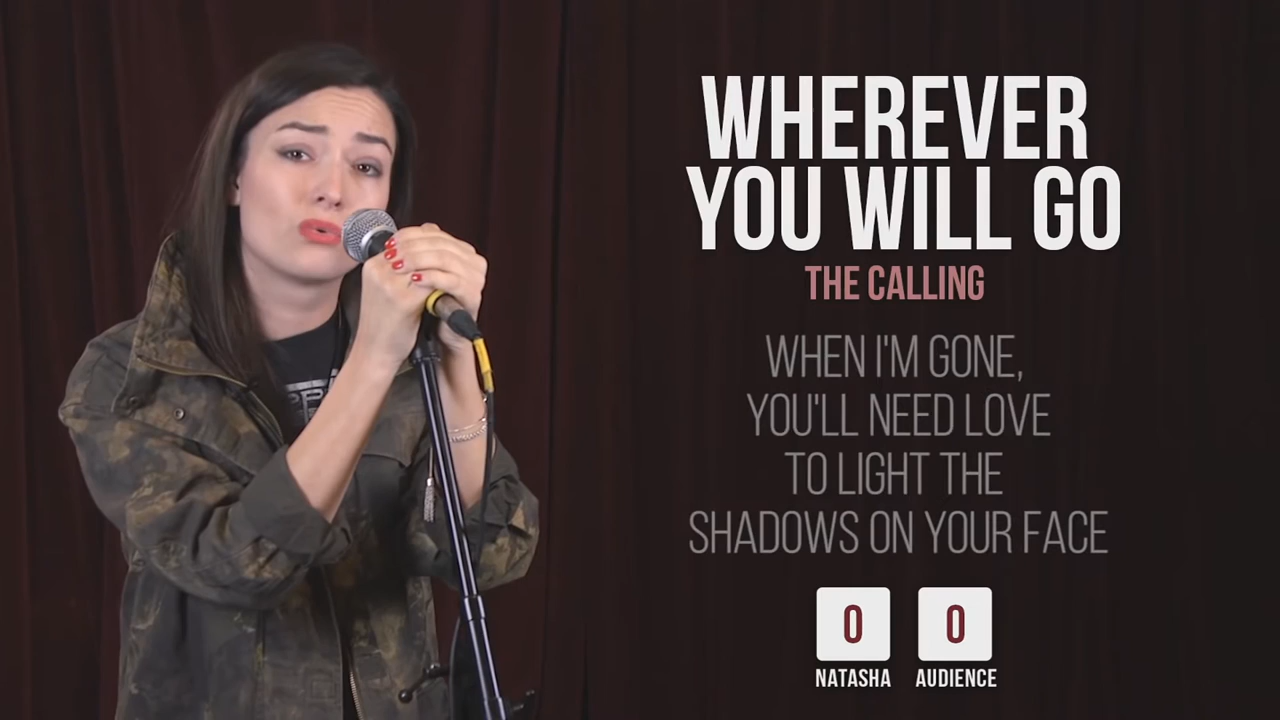 WHEREVER
YOU WILL GO
THE CALLING
WHEN I'M GONE,
YOU'LL NEED LOVE
TO LIGHT THE
SHADOWS ON YOUR FACE
0 0
NATASHA AUDIENCE